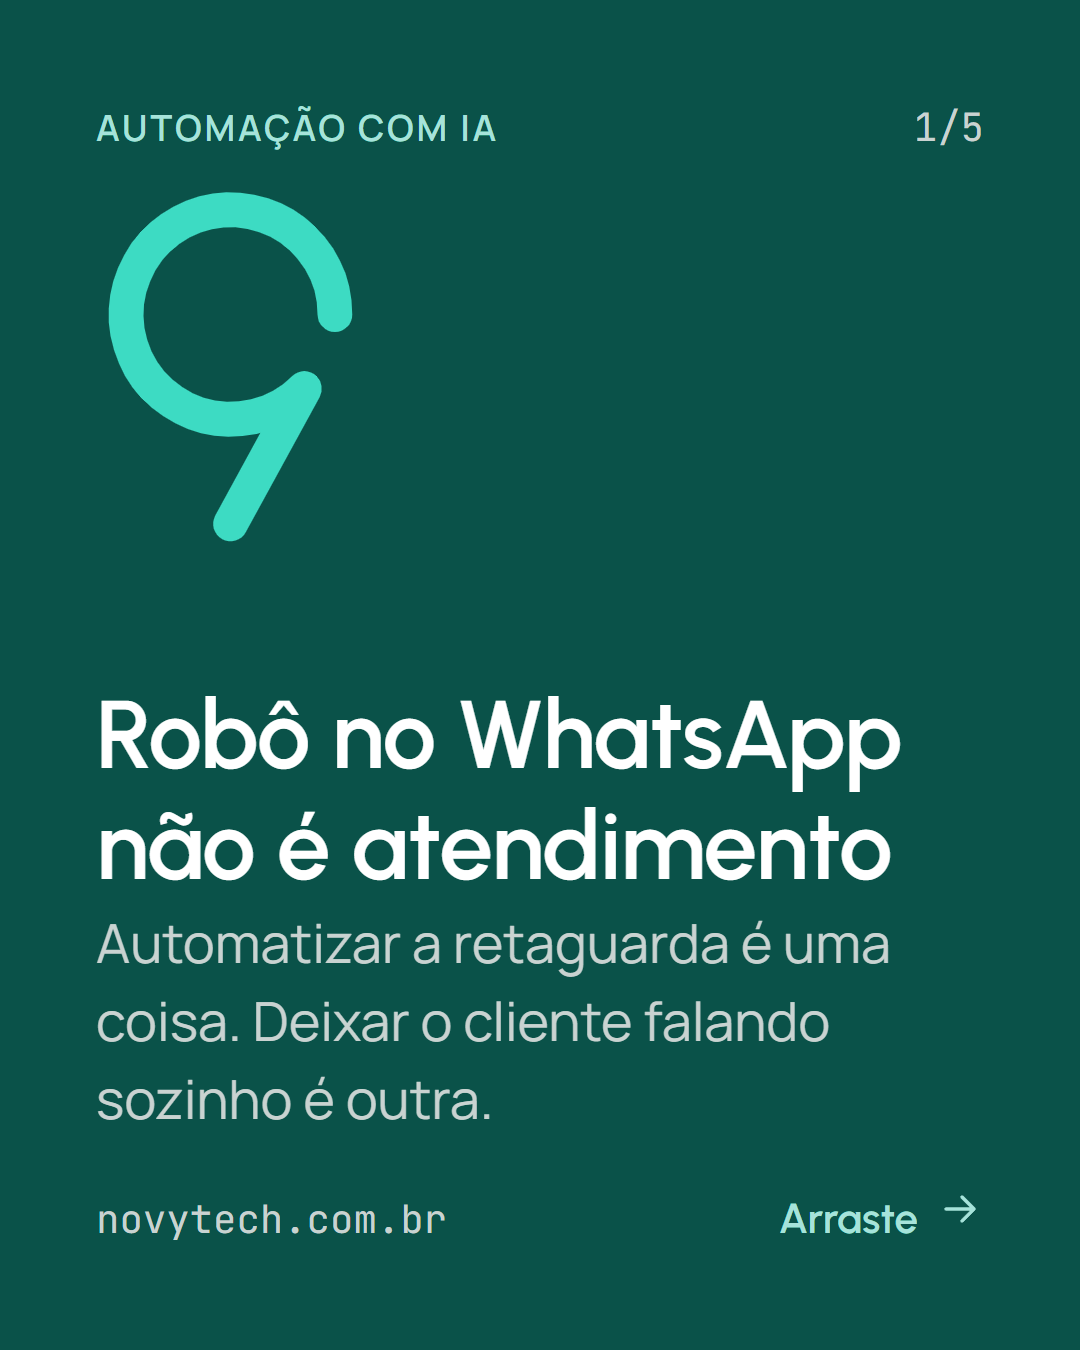 AUTOMAÇÃO COM IA
1/5
Robô no WhatsApp
não é atendimento
Automatizar a retaguarda é uma
coisa. Deixar o cliente falando
sozinho é outra.
novytech.com.br
Arraste →